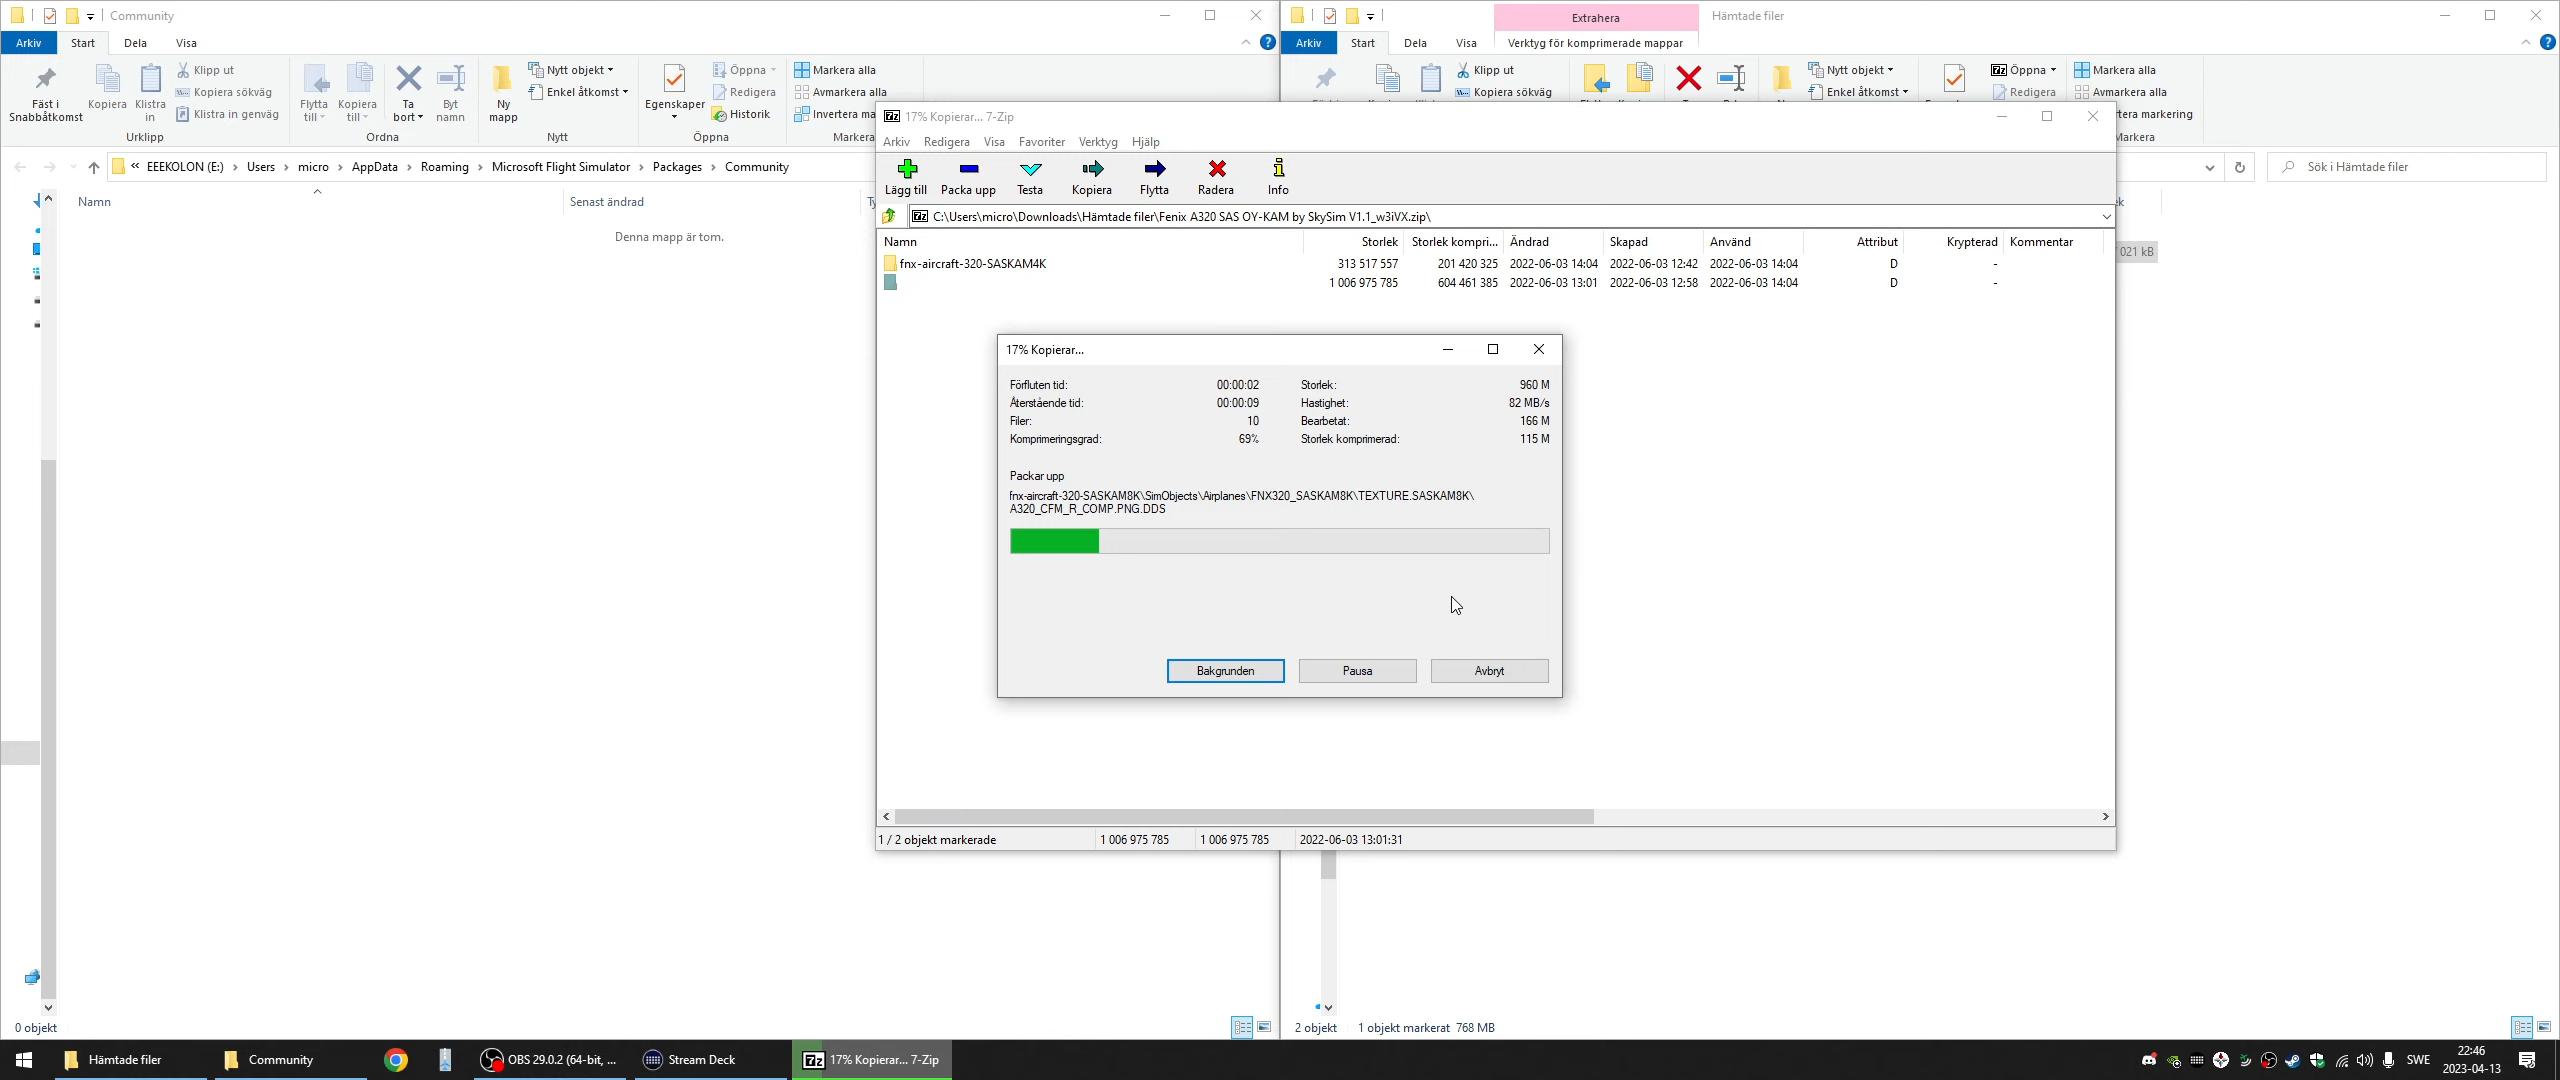 Community
Arkiv
Start
Dela
Visa
Fäst i
Snabbåtkomst
Kopiera
Klistra
in
Klipp ut
Kopiera sökväg
Klistra in genväg
Urklipp
Flytta
till
Kopiera
till
Ta
bort
Byt
namn
Ordna
Ny
mapp
Nytt objekt
Enkel åtkomst
Nytt
Egenskaper
Öppna
Redigera
Historik
Öppna
Markera alla
Avmarkera alla
Invertera ma
Markera
« EEEKOLON (E:) › Users › micro › AppData › Roaming › Microsoft Flight Simulator › Packages › Community
Namn
Senast ändrad
Ty
Denna mapp är tom.
0 objekt
Extrahera
Hämtade filer
Arkiv
Start
Dela
Visa
Verktyg för komprimerade mappar
Klipp ut
Kopiera sökväg
Nytt objekt
Enkel åtkomst
Öppna
Redigera
Markera alla
Avmarkera alla
tera markering
Markera
Sök i Hämtade filer
021 kB
2 objekt
1 objekt markerat 768 MB
17% Kopierar... 7-Zip
Arkiv Redigera Visa Favoriter Verktyg Hjälp
Lägg till Packa upp Testa Kopiera Flytta Radera Info
C:\Users\micro\Downloads\Hämtade filer\Fenix A320 SAS OY-KAM by SkySim V1.1_w3iVX.zip\
Namn Storlek Storlek kompri... Ändrad Skapad Använd Attribut Krypterad Kommentar
fnx-aircraft-320-SASKAM4K 313 517 557 201 420 325 2022-06-03 14:04 2022-06-03 12:42 2022-06-03 14:04 D -
1 006 975 785 604 461 385 2022-06-03 13:01 2022-06-03 12:58 2022-06-03 14:04 D -
17% Kopierar...
Förfluten tid: 00:00:02 Storlek: 960 M
Återstående tid: 00:00:09 Hastighet: 82 MB/s
Filer: 10 Bearbetat: 166 M
Komprimeringsgrad: 69% Storlek komprimerad: 115 M
Packar upp
fnx-aircraft-320-SASKAM8K\SimObjects\Airplanes\FNX320_SASKAM8K\TEXTURE.SASKAM8K\
A320_CFM_R_COMP.PNG.DDS
Bakgrunden Pausa Avbryt
1 / 2 objekt markerade 1 006 975 785 1 006 975 785 2022-06-03 13:01:31
Hämtade filer
Community
OBS 29.0.2 (64-bit, ...
Stream Deck
17% Kopierar... 7-Zip
SWE
22:46
2023-04-13